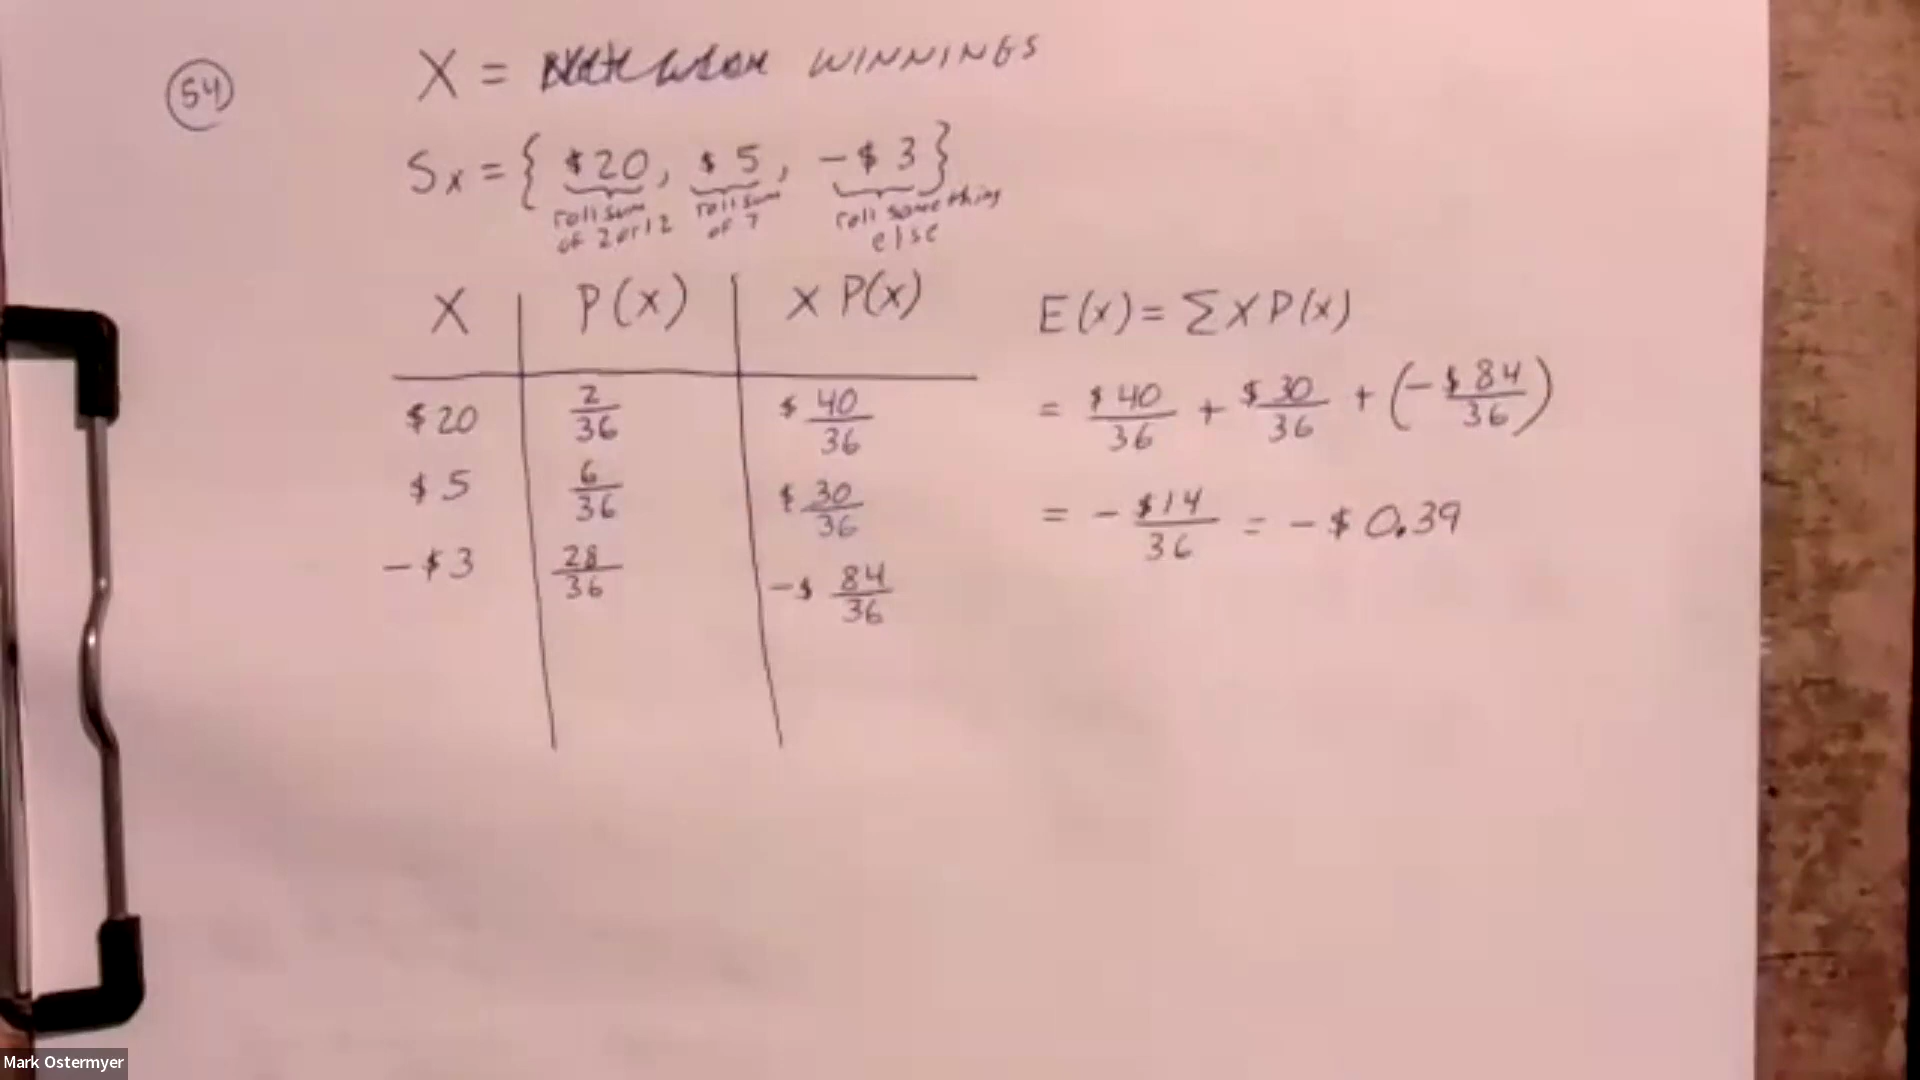 54
X = WINNINGS
Sx = { $20, $5, -$3 }
roll sum of 2 or 12
roll sum of 7
roll something else
X | P(x) | X P(x)
$20 | 2/36 | $ 40/36
$5 | 6/36 | $ 30/36
-$3 | 28/36 | -$ 84/36
E(x) = Σ X P(x)
= $40/36 + $30/36 + (-$84/36)
= -$14/36 = -$0.39
Mark Ostermyer